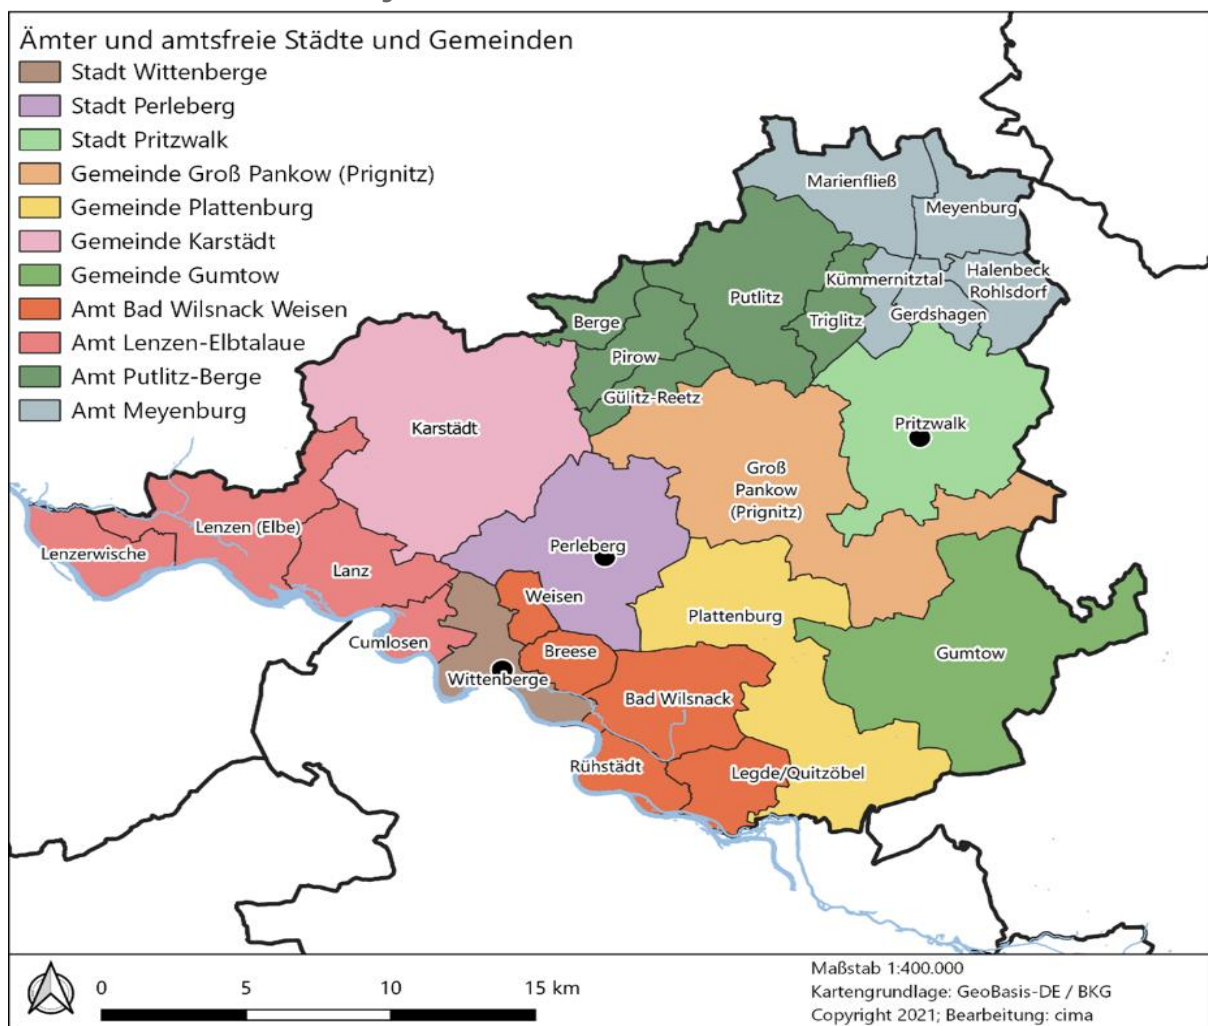 Ämter und amtsfreie Städte und Gemeinden
Stadt Wittenberge
Stadt Perleberg
Stadt Pritzwalk
Gemeinde Groß Pankow (Prignitz)
Gemeinde Plattenburg
Gemeinde Karstädt
Gemeinde Gumtow
Amt Bad Wilsnack Weisen
Amt Lenzen-Elbtalaue
Amt Putlitz-Berge
Amt Meyenburg
Marienfließ
Meyenburg
Kümmernitztal
Halenbeck
Rohlsdorf
Putlitz
Gerdshagen
Triglitz
Berge
Pirow
Gülitz-Reetz
Karstädt
Pritzwalk
Groß
Pankow
(Prignitz)
Lenzen (Elbe)
Lenzerwische
Lanz
Perleberg
Weisen
Plattenburg
Cumlosen
Breese
Gumtow
Wittenberge
Bad Wilsnack
Rühstädt
Legde/Quitzöbel
0 5 10 15 km
Maßstab 1:400.000
Kartengrundlage: GeoBasis-DE / BKG
Copyright 2021; Bearbeitung: cima